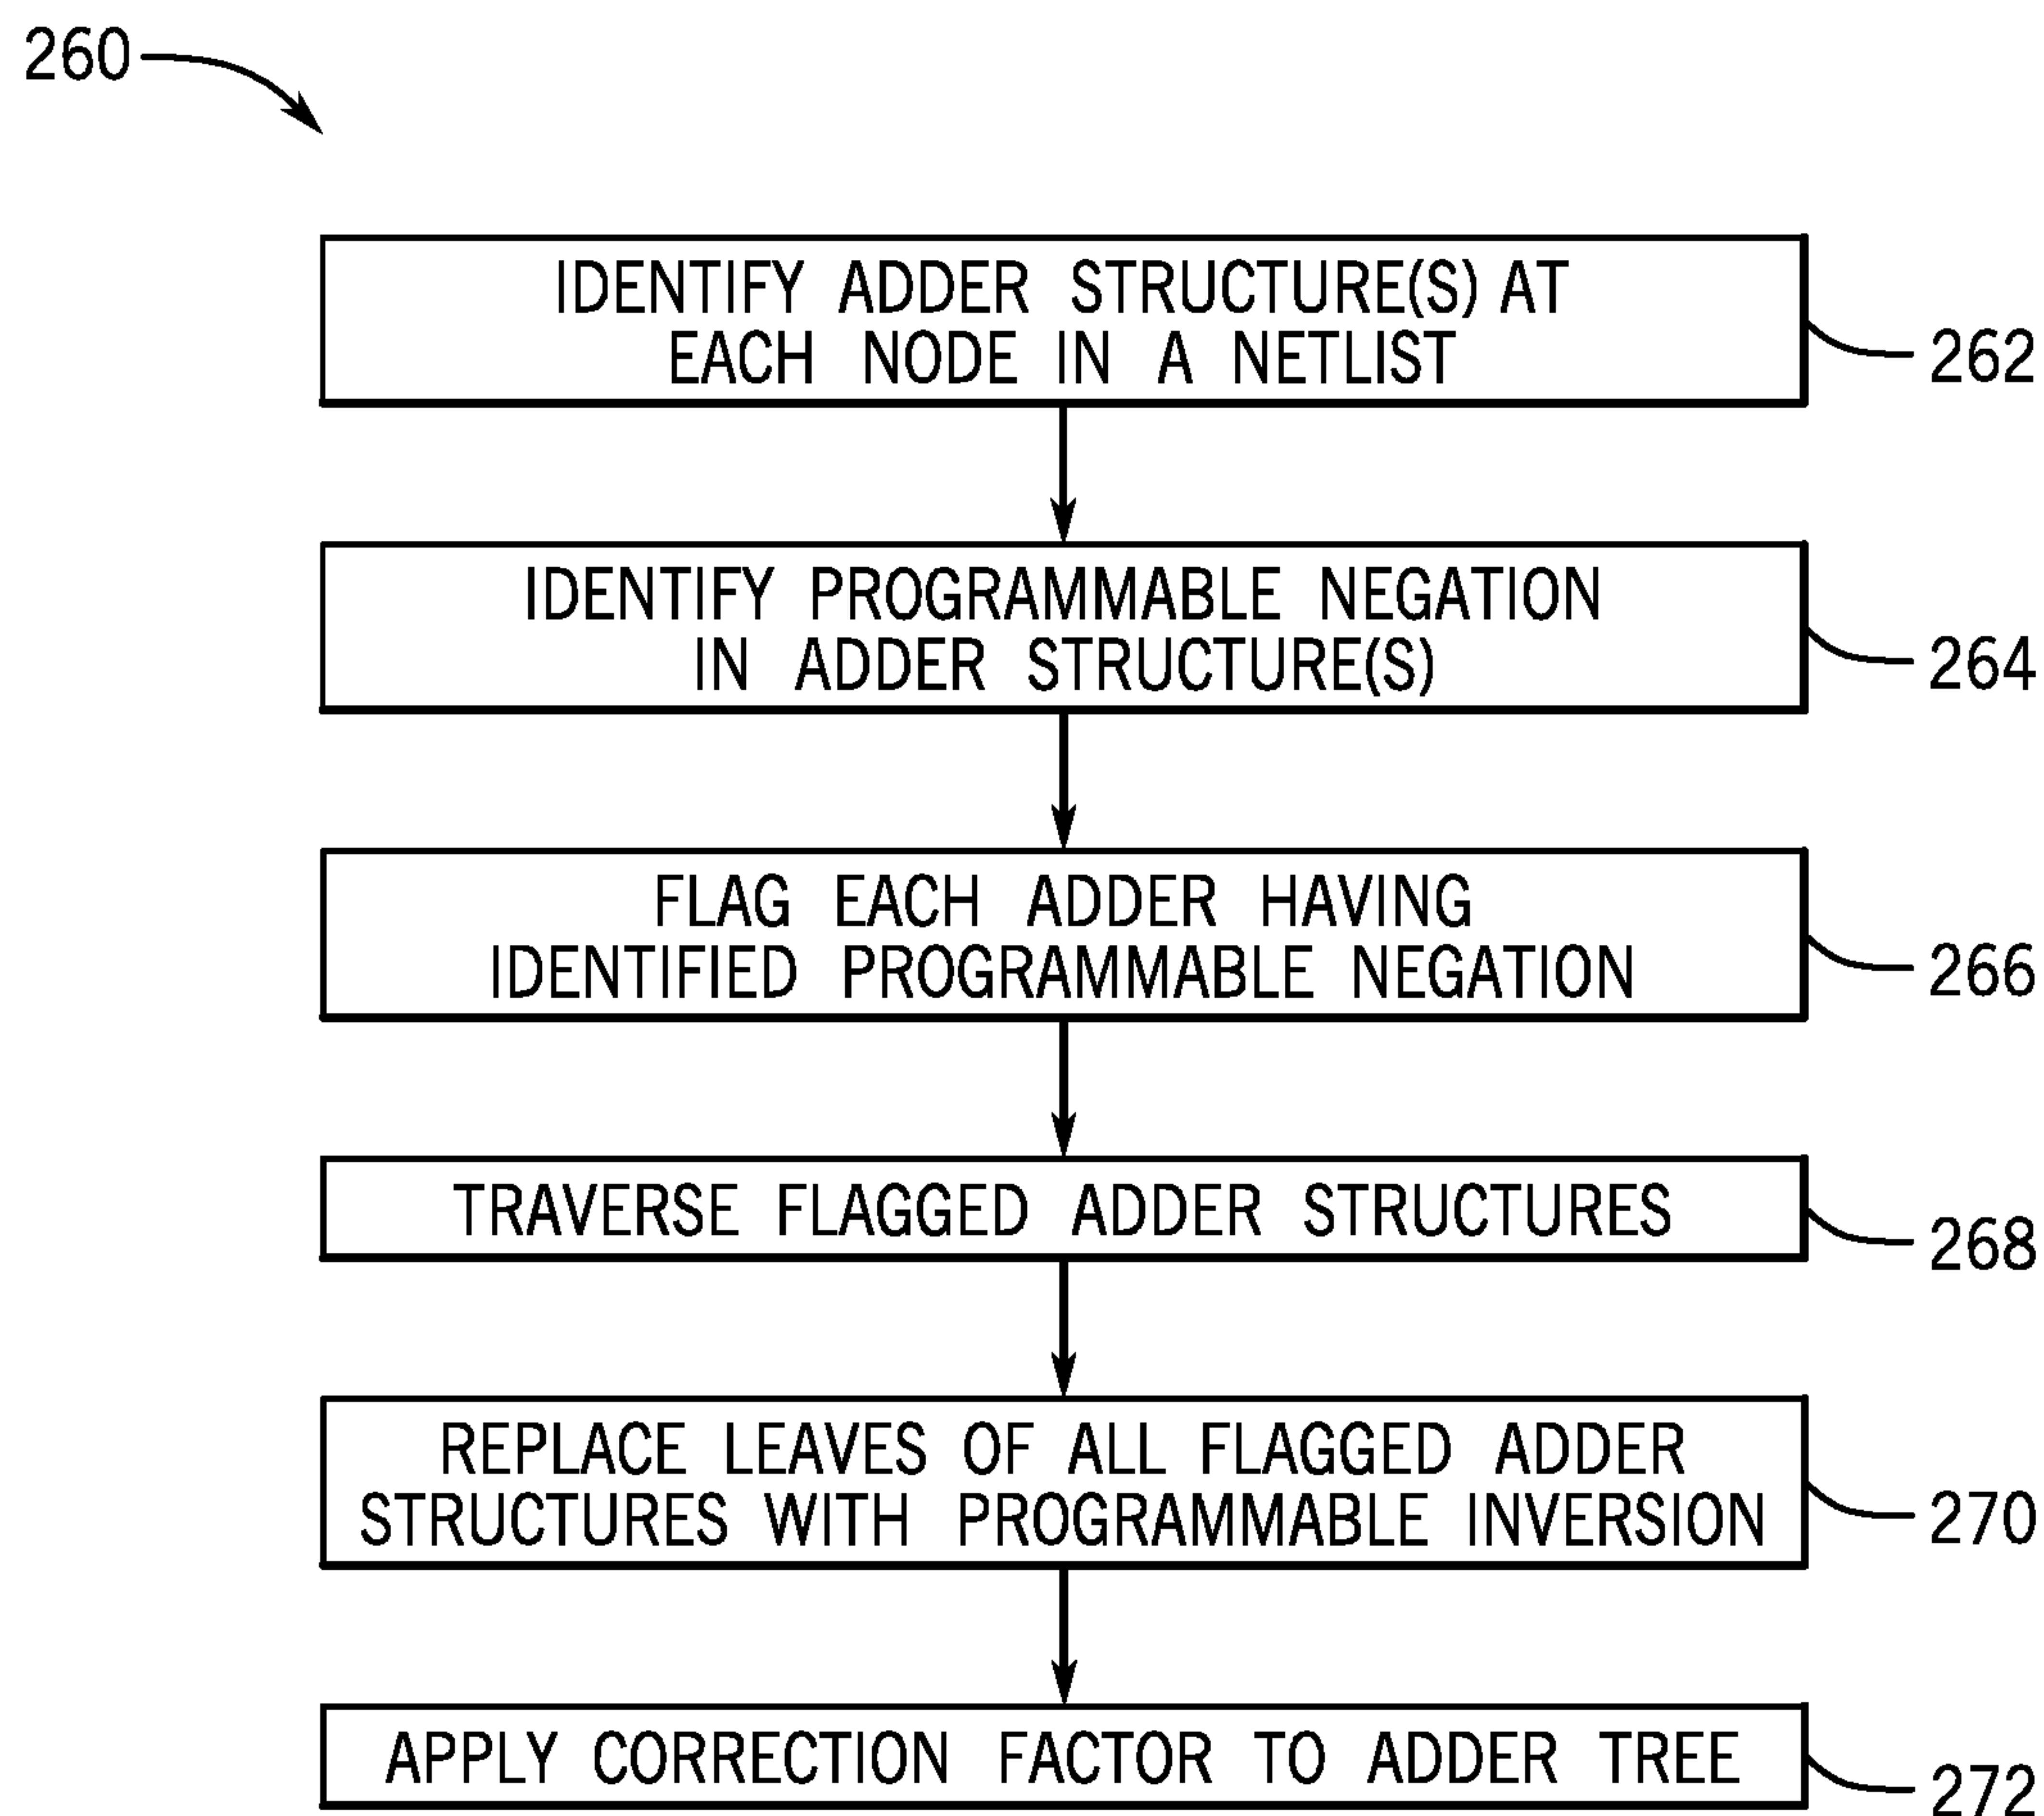 260
IDENTIFY ADDER STRUCTURE(S) AT
EACH NODE IN A NETLIST
262
IDENTIFY PROGRAMMABLE NEGATION
IN ADDER STRUCTURE(S)
264
FLAG EACH ADDER HAVING
IDENTIFIED PROGRAMMABLE NEGATION
266
TRAVERSE FLAGGED ADDER STRUCTURES
268
REPLACE LEAVES OF ALL FLAGGED ADDER
STRUCTURES WITH PROGRAMMABLE INVERSION
270
APPLY CORRECTION FACTOR TO ADDER TREE
272